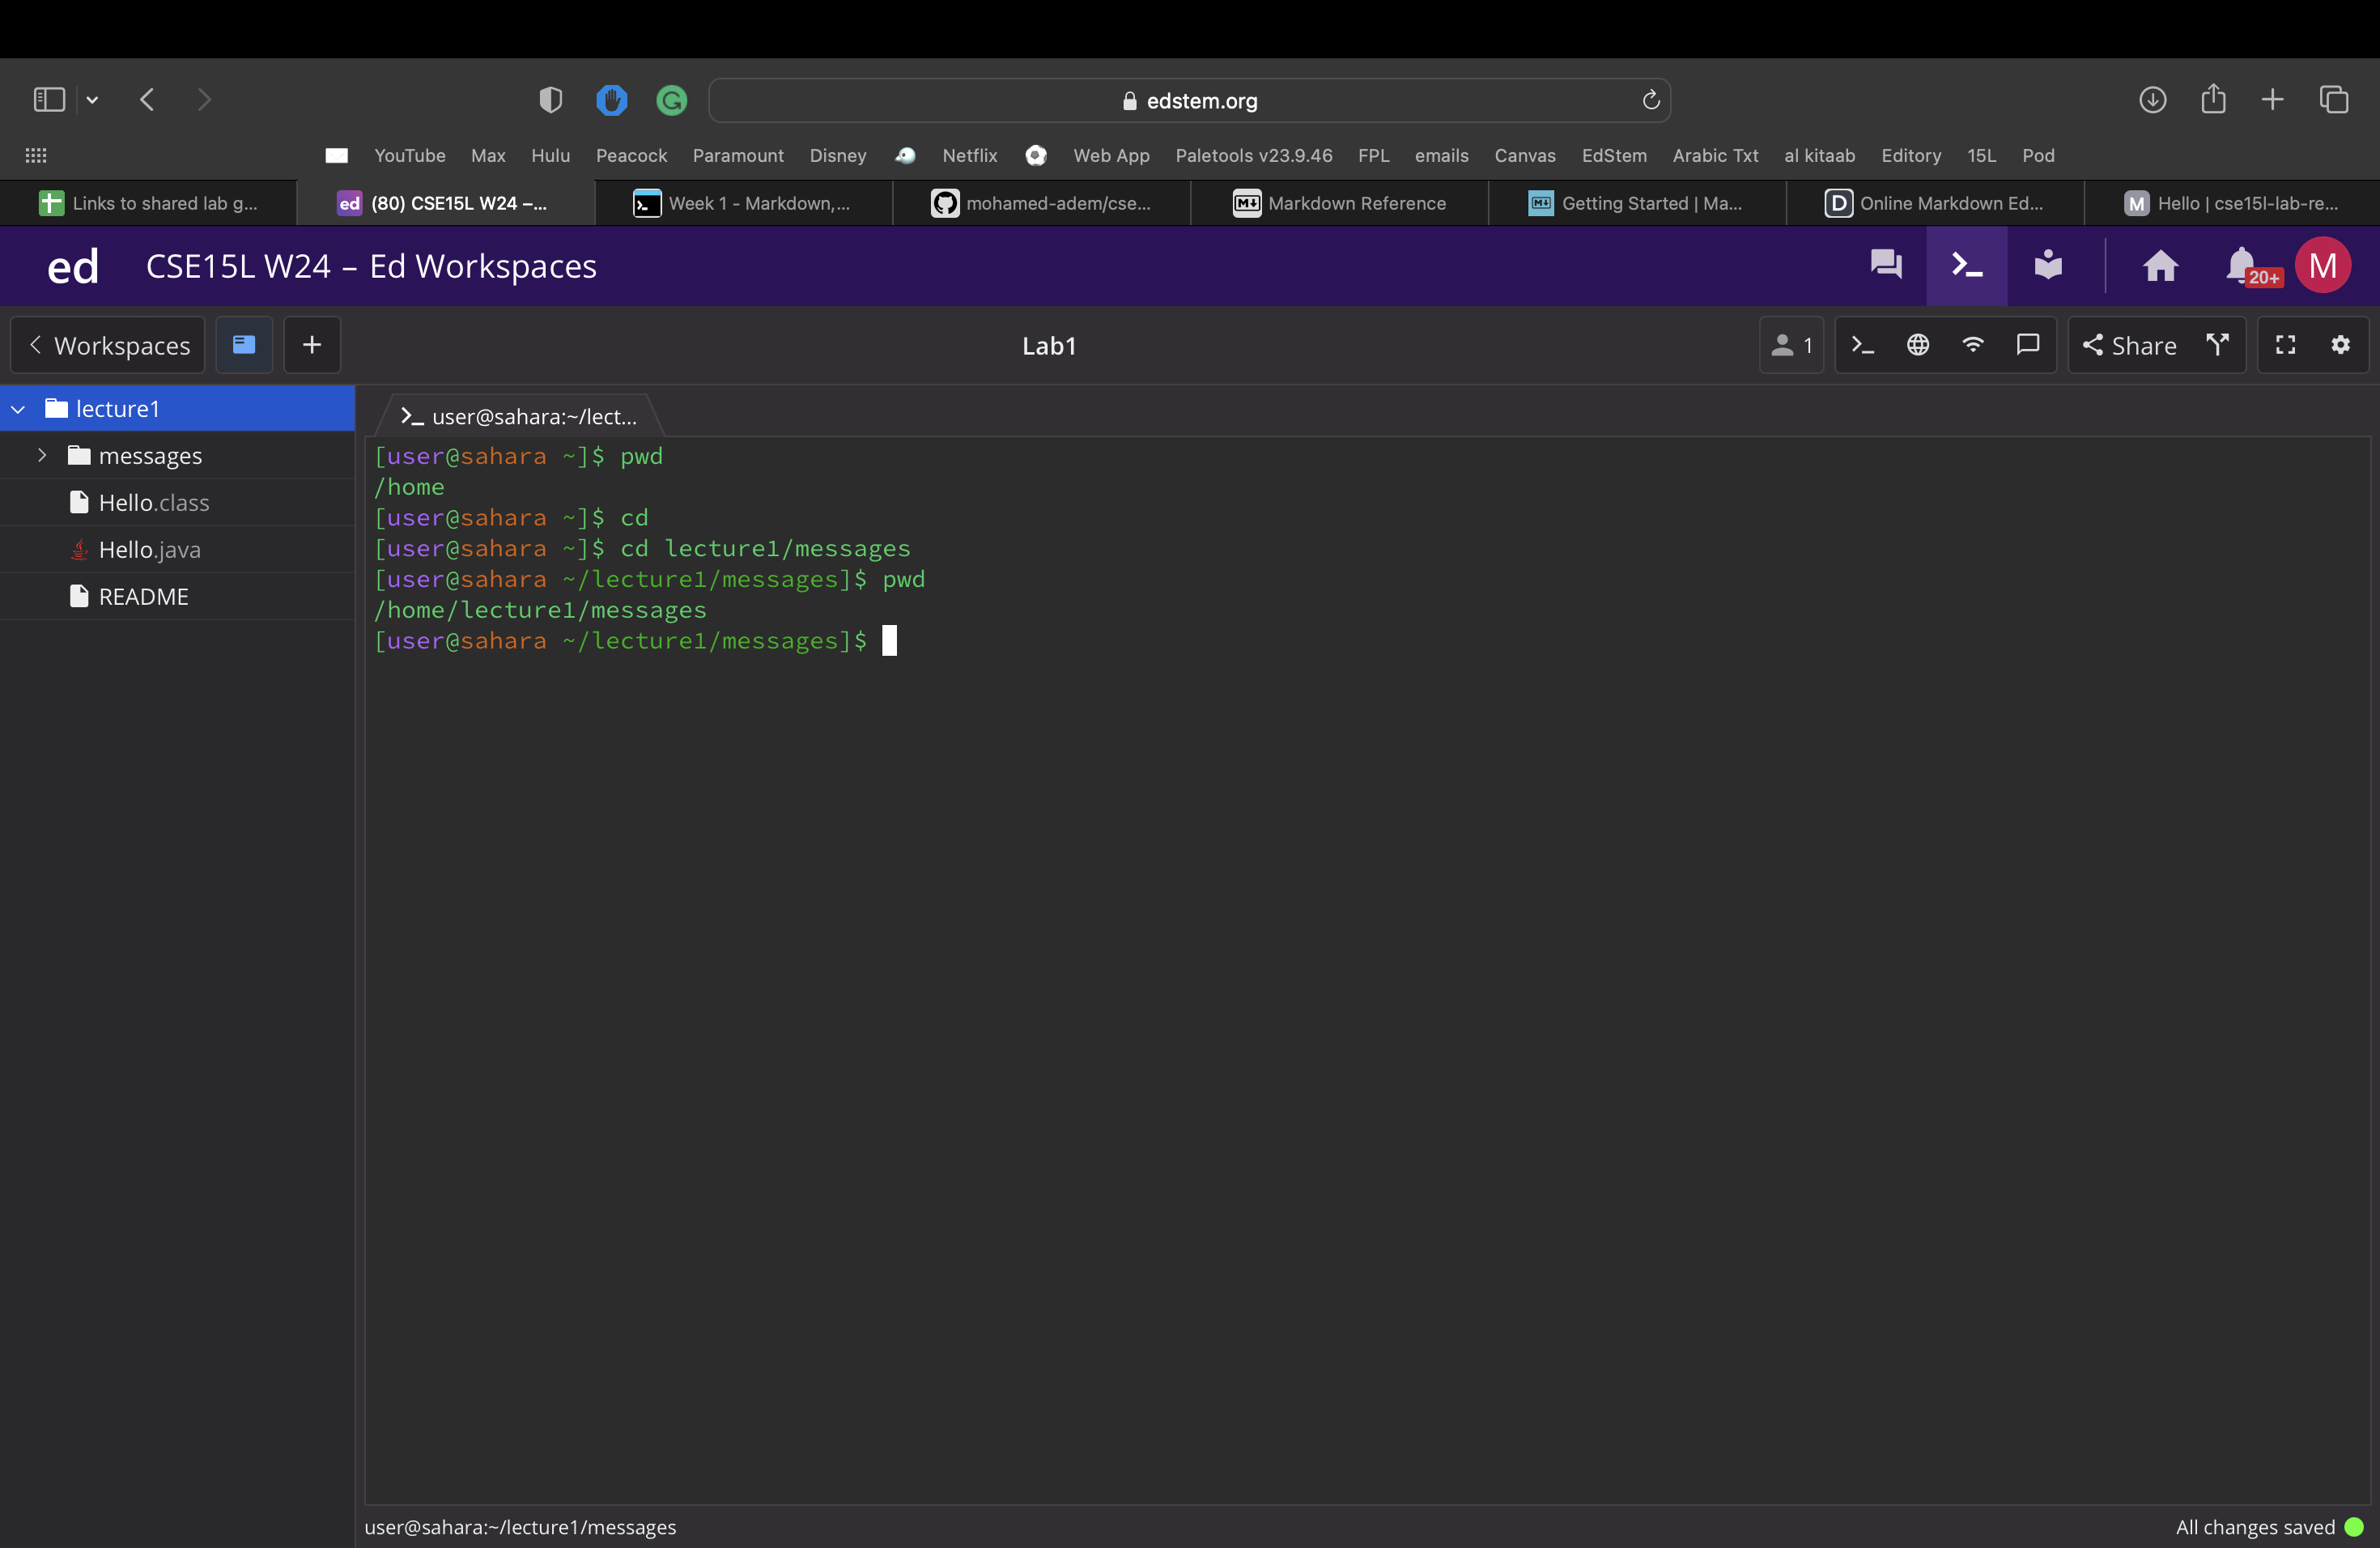 edstem.org
YouTube Max Hulu Peacock Paramount Disney Netflix Web App Paletools v23.9.46 FPL emails Canvas EdStem Arabic Txt al kitaab Editory 15L Pod
Links to shared lab g... ed (80) CSE15L W24 –... Week 1 - Markdown,... mohamed-adem/cse... Markdown Reference Getting Started | Ma... D Online Markdown Ed... M Hello | cse15l-lab-re...
ed CSE15L W24 – Ed Workspaces 20+ M
Workspaces + Lab1 1 Share
lecture1
messages
Hello.class
Hello.java
README
user@sahara:~/lect...
[user@sahara ~]$ pwd
/home
[user@sahara ~]$ cd
[user@sahara ~]$ cd lecture1/messages
[user@sahara ~/lecture1/messages]$ pwd
/home/lecture1/messages
[user@sahara ~/lecture1/messages]$
user@sahara:~/lecture1/messages All changes saved